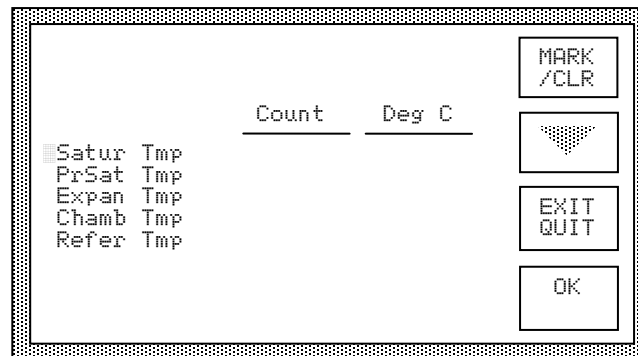 MARK
/CLR
Count Deg C
Satur Tmp
PrSat Tmp
Expan Tmp
Chamb Tmp
Refer Tmp
EXIT
QUIT
OK